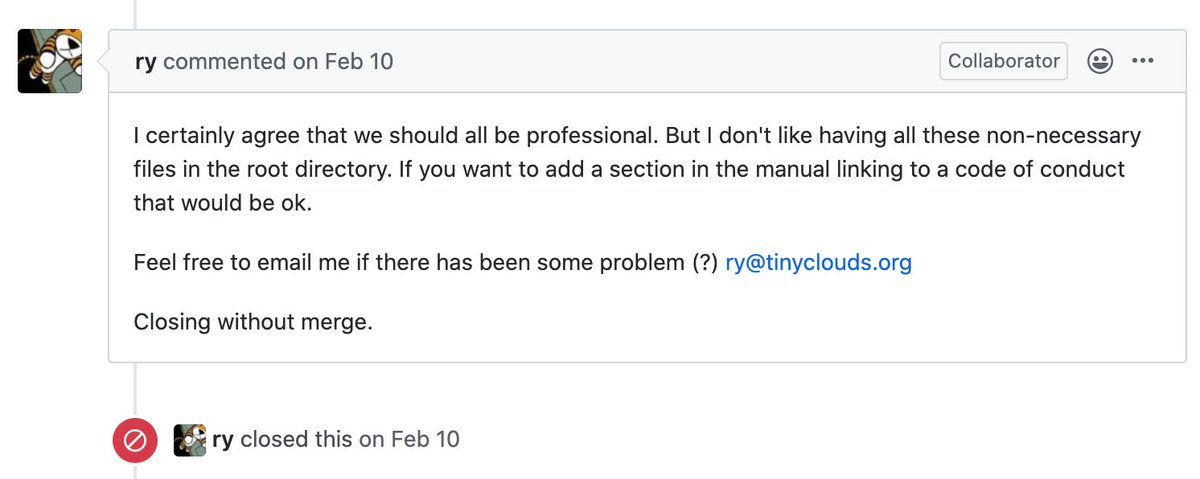 ry commented on Feb 10
Collaborator
I certainly agree that we should all be professional. But I don't like having all these non-necessary
files in the root directory. If you want to add a section in the manual linking to a code of conduct
that would be ok.
Feel free to email me if there has been some problem (?) ry@tinyclouds.org
Closing without merge.
ry closed this on Feb 10